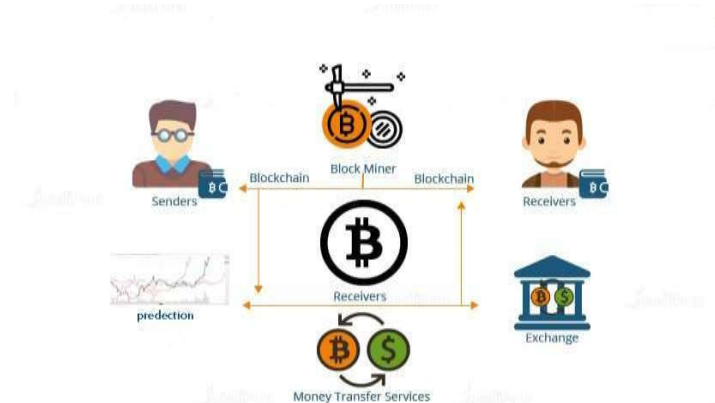 Block Miner
Blockchain
Blockchain
Senders
Receivers
Receivers
predection
Exchange
Money Transfer Services